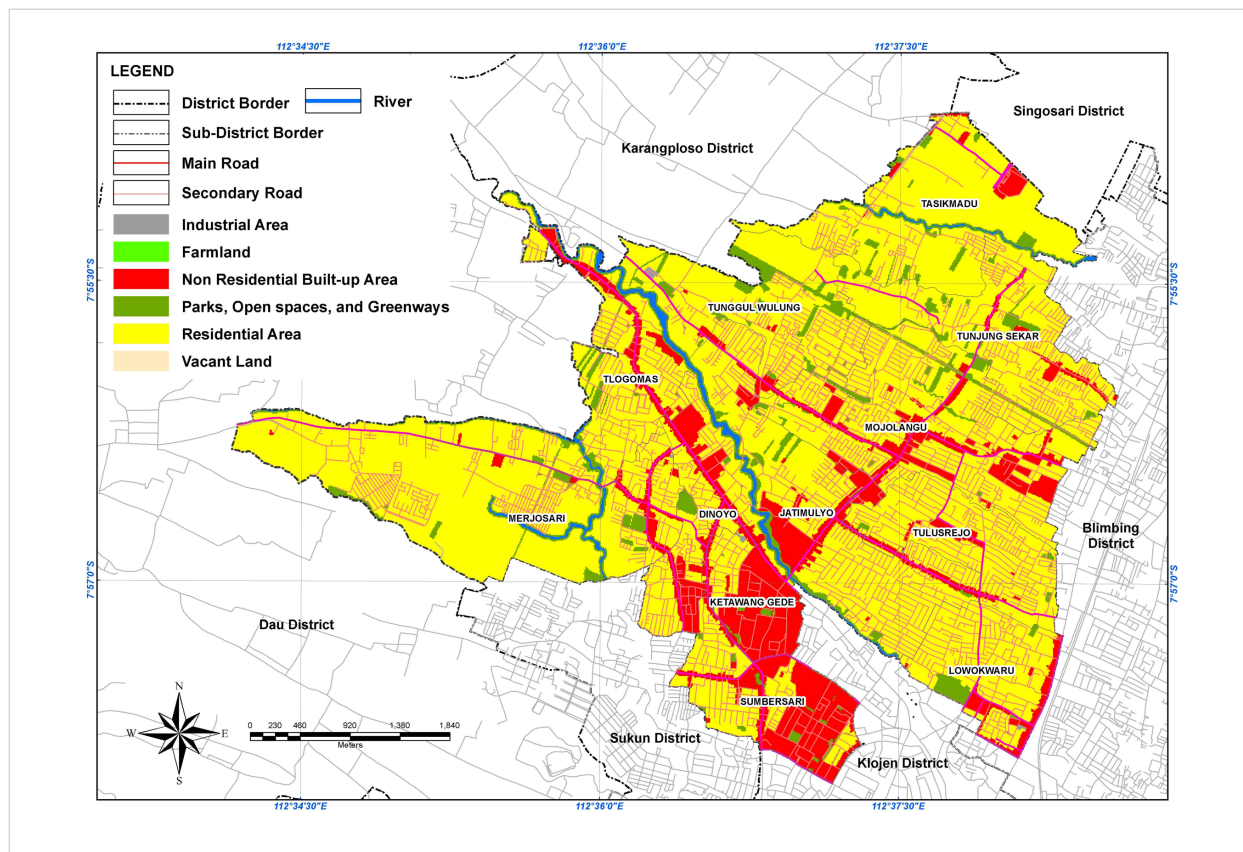 112°34'30"E
112°36'0"E
112°37'30"E
LEGEND
District Border
River
Sub-District Border
Main Road
Secondary Road
Industrial Area
Farmland
Non Residential Built-up Area
Parks, Open spaces, and Greenways
Residential Area
Vacant Land
Singosari District
Karangploso District
TASIKMADU
7°55'30"S
7°55'30"S
TUNGGUL WULUNG
TUNJUNG SEKAR
TLOGOMAS
MOJOLANGU
MERJOSARI
DINOYO
JATIMULYO
TULUSREJO
Blimbing
District
7°57'0"S
7°57'0"S
KETAWANG GEDE
Dau District
LOWOKWARU
SUMBERSARI
N
W
E
S
0
230
460
920
1,380
1,840
Meters
Sukun District
Klojen District
112°34'30"E
112°36'0"E
112°37'30"E